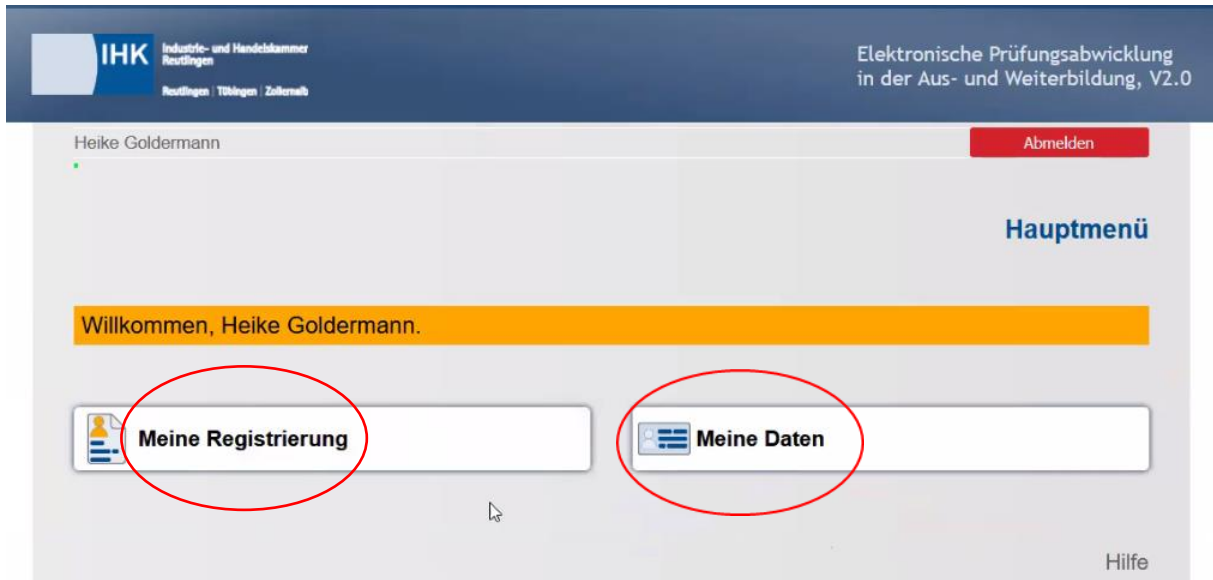 IHK Industrie- und Handelskammer
Reutlingen
Reutlingen | Tübingen | Zollernalb
Elektronische Prüfungsabwicklung
in der Aus- und Weiterbildung, V2.0
Heike Goldermann
Abmelden
Hauptmenü
Willkommen, Heike Goldermann.
Meine Registrierung
Meine Daten
Hilfe